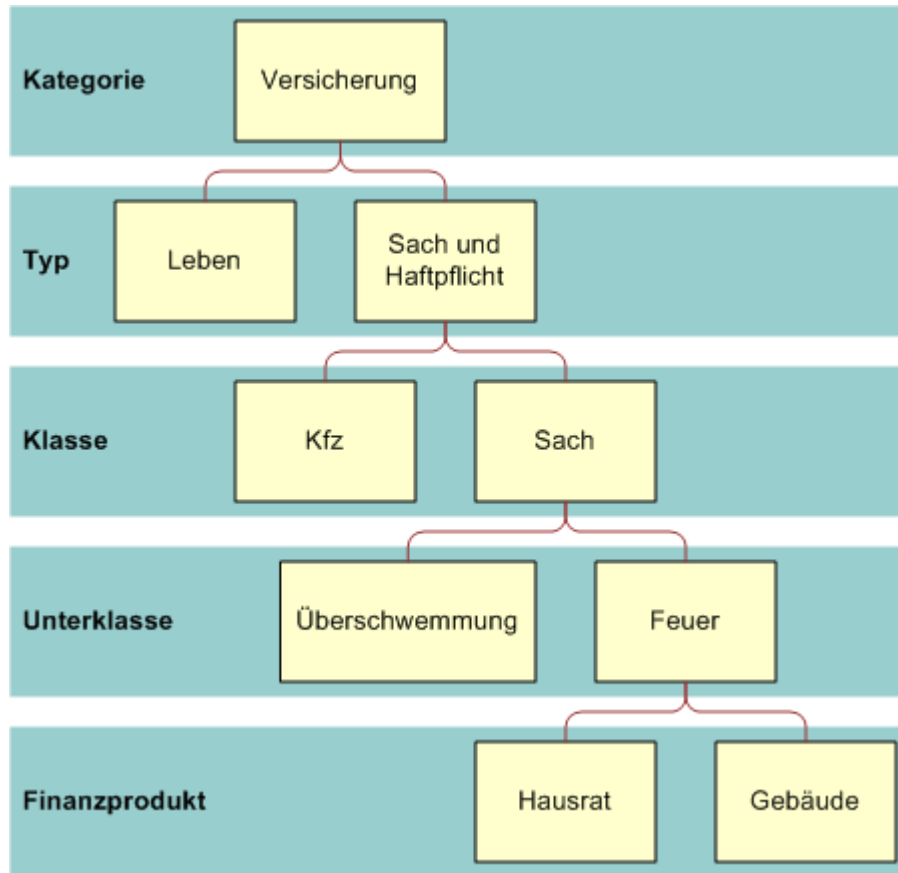 Kategorie
Versicherung
Typ
Leben
Sach und
Haftpflicht
Klasse
Kfz
Sach
Unterklasse
Überschwemmung
Feuer
Finanzprodukt
Hausrat
Gebäude